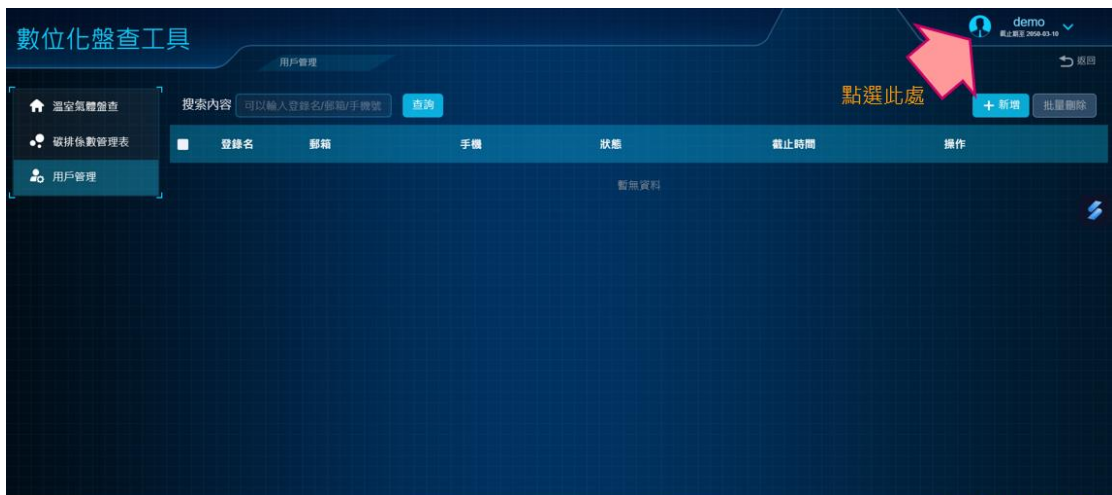 數位化盤查工具
demo
截止期至 2050-03-10
用戶管理
返回
溫室氣體盤查
碳排係數管理表
用戶管理
搜索內容 可以輸入登錄名/郵箱/手機號 查詢
點選此處
+ 新增 批量刪除
登錄名 郵箱 手機 狀態 截止時間 操作
暫無資料